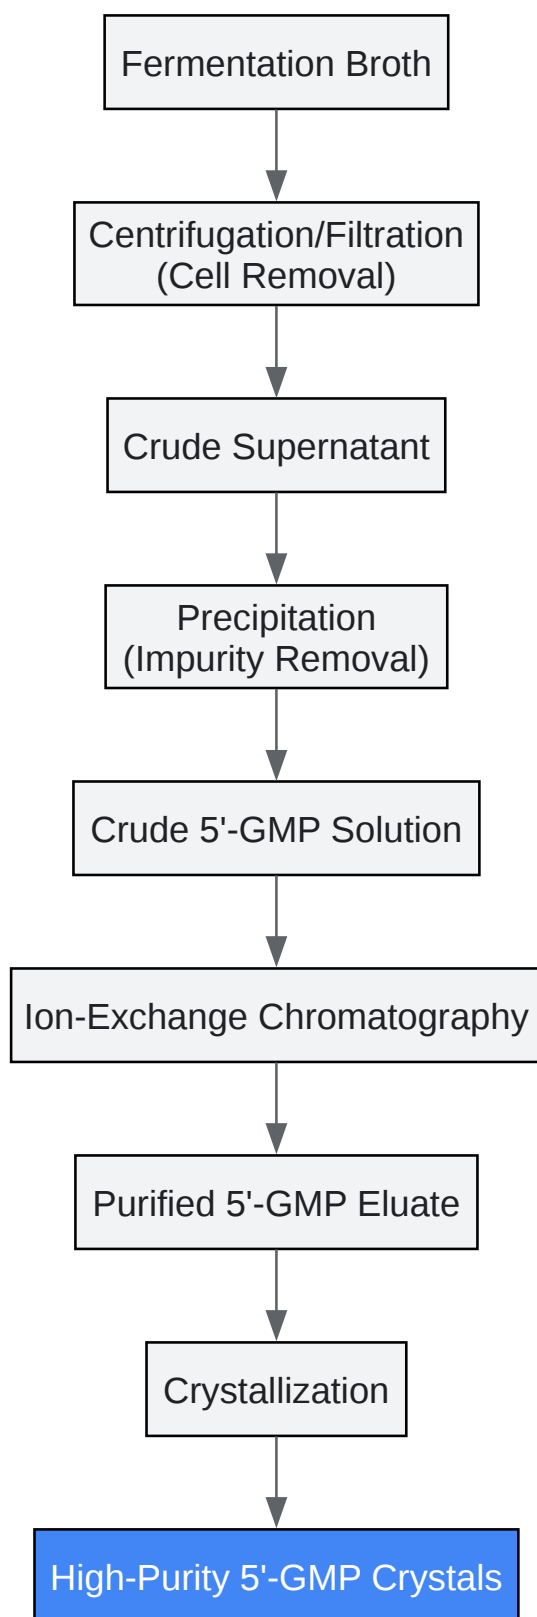 Fermentation Broth
Centrifugation/Filtration
(Cell Removal)
Crude Supernatant
Precipitation
(Impurity Removal)
Crude 5'-GMP Solution
Ion-Exchange Chromatography
Purified 5'-GMP Eluate
Crystallization
High-Purity 5'-GMP Crystals